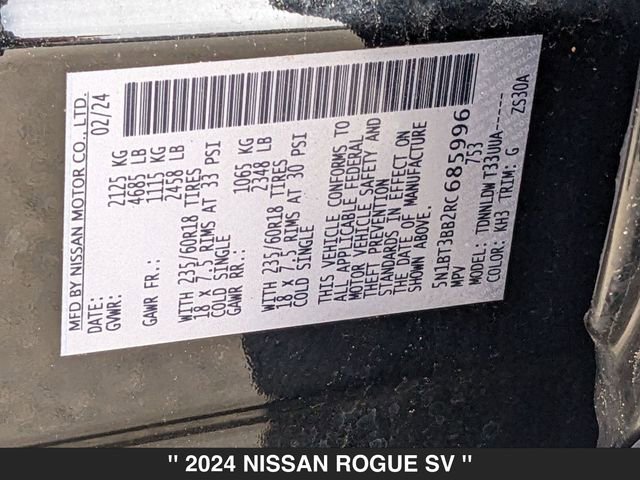 MFD BY NISSAN MOTOR CO., LTD.
DATE: 02/24
GVWR: 2125 KG
4685 LB
GAWR FR.: 1115 KG
2458 LB
WITH 235/60R18 TIRES
18 X 7.5 RIMS AT 33 PSI
COLD SINGLE
GAWR RR.: 1065 KG
2348 LB
WITH 235/60R18 TIRES
18 X 7.5 RIMS AT 30 PSI
COLD SINGLE
THIS VEHICLE CONFORMS TO
ALL APPLICABLE FEDERAL
MOTOR VEHICLE SAFETY AND
THEFT PREVENTION
STANDARDS IN EFFECT ON
THE DATE OF MANUFACTURE
SHOWN ABOVE.
5N1BT3BB2RC685996
MPV 7S3
MODEL: TDNNLDW T33UUA-----
COLOR: KH3 TRIM: G ZS30A
" 2024 NISSAN ROGUE SV "